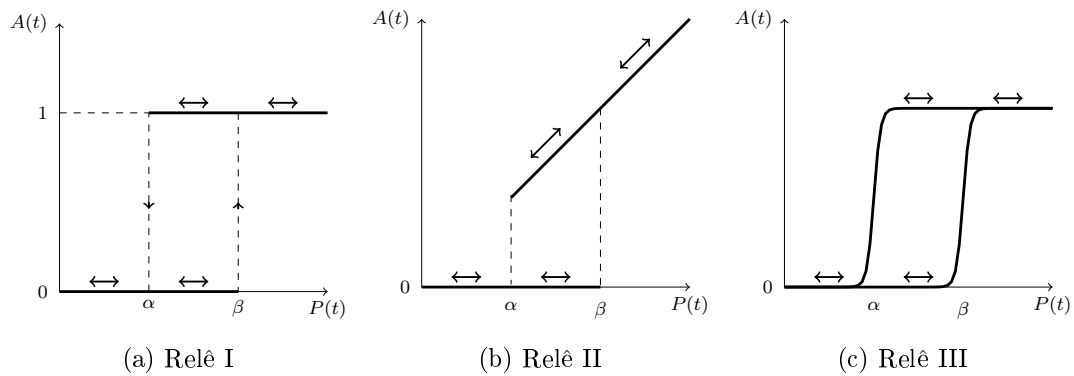 A(t)
1
0
α
β
P(t)
(a) Relê I
A(t)
0
α
β
P(t)
(b) Relê II
A(t)
0
α
β
P(t)
(c) Relê III